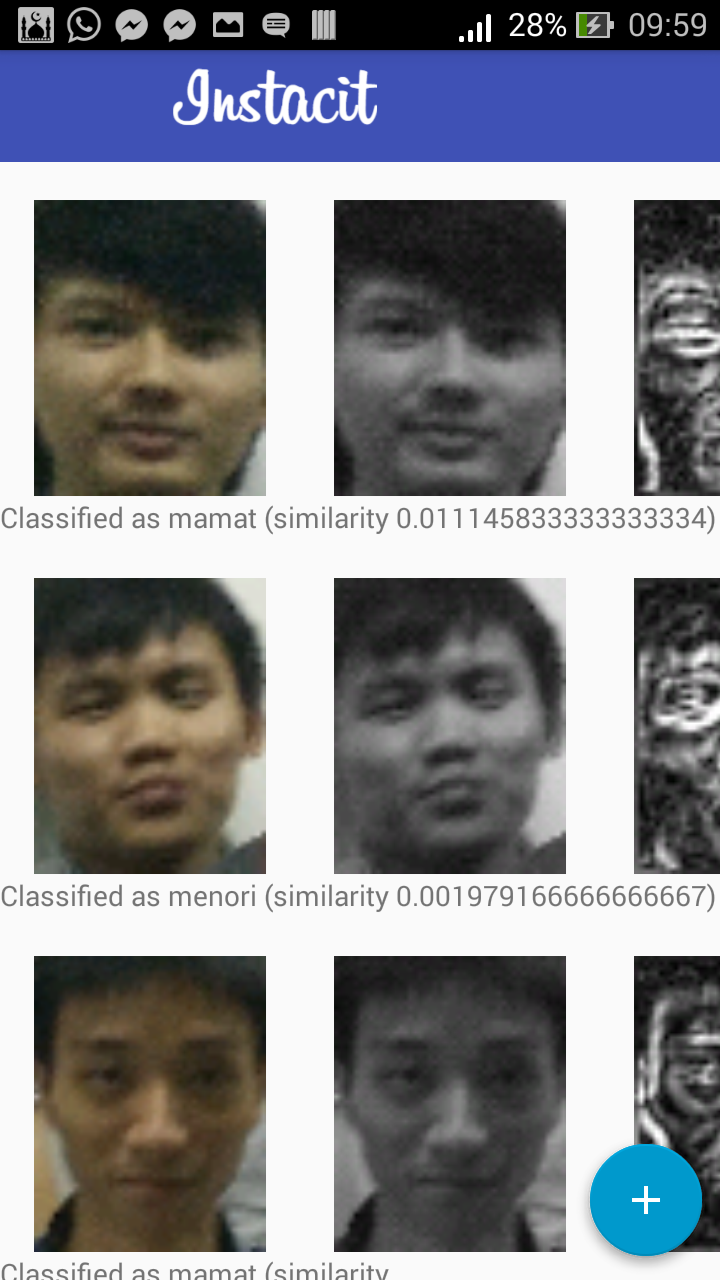 28% 09:59
Instacit
Classified as mamat (similarity 0.011145833333333334)
Classified as menori (similarity 0.001979166666666667)
Classified as mamat (similarity